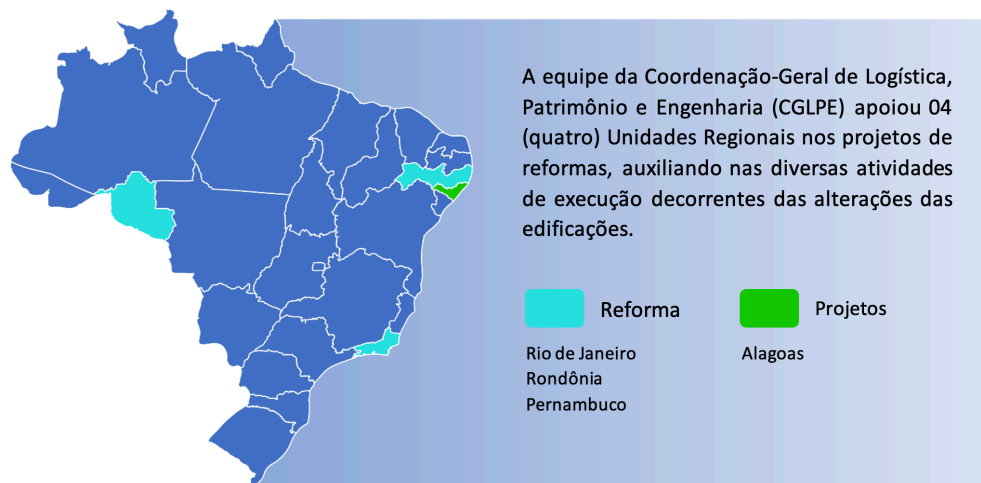 A equipe da Coordenação-Geral de Logística,
Patrimônio e Engenharia (CGLPE) apoiou 04
(quatro) Unidades Regionais nos projetos de
reformas, auxiliando nas diversas atividades
de execução decorrentes das alterações das
edificações.
Reforma
Rio de Janeiro
Rondônia
Pernambuco
Projetos
Alagoas